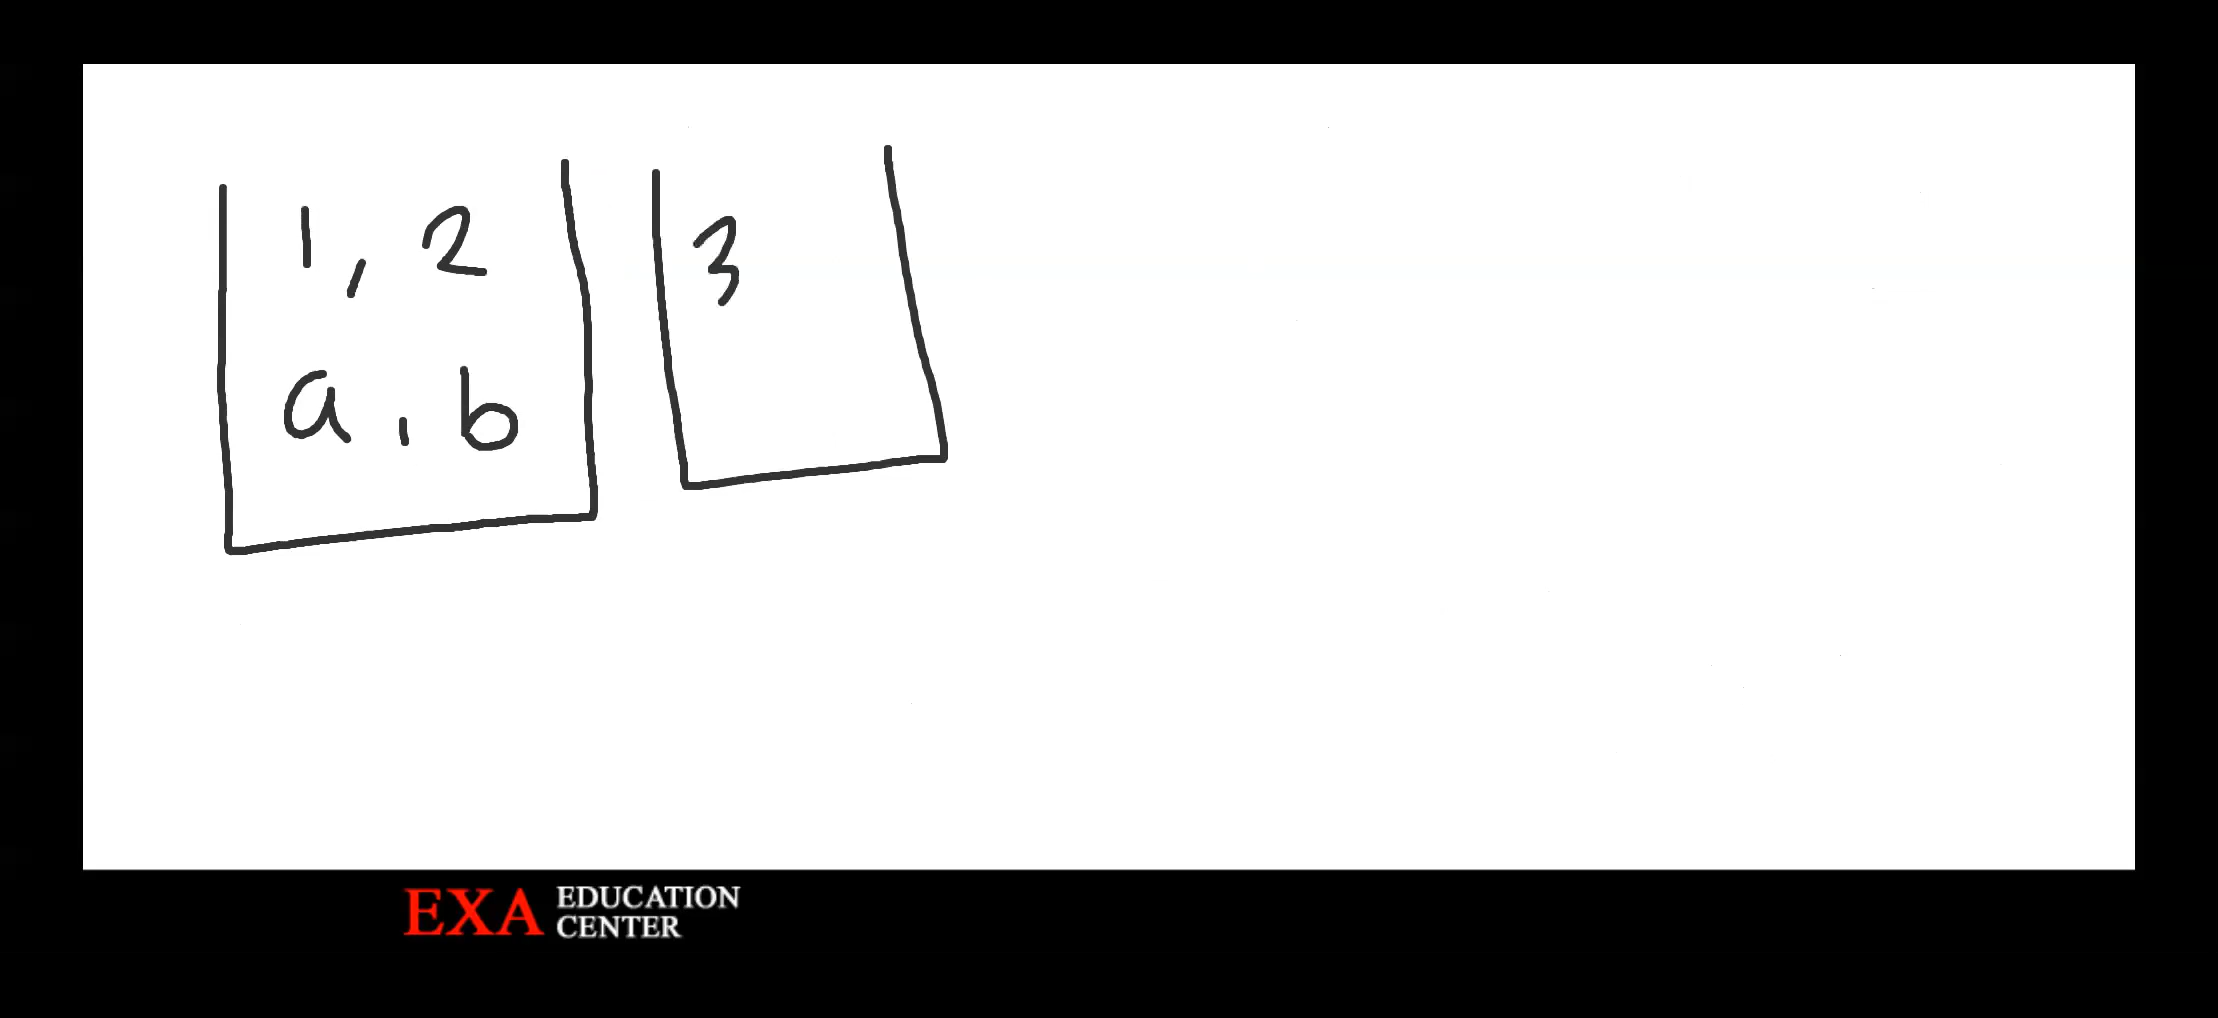 1, 2
a, b
3
EXA EDUCATION
CENTER